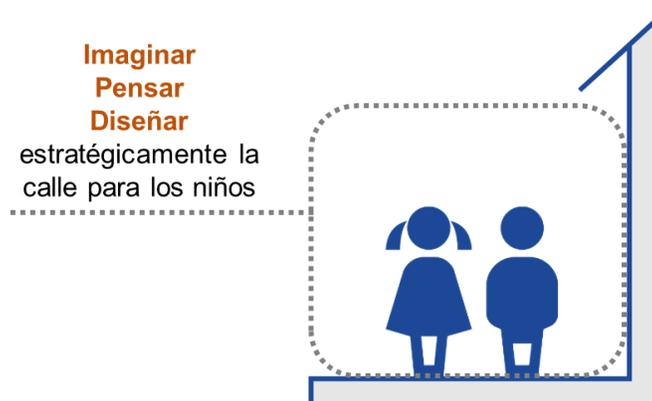 Imaginar
Pensar
Diseñar
estratégicamente la
calle para los niños